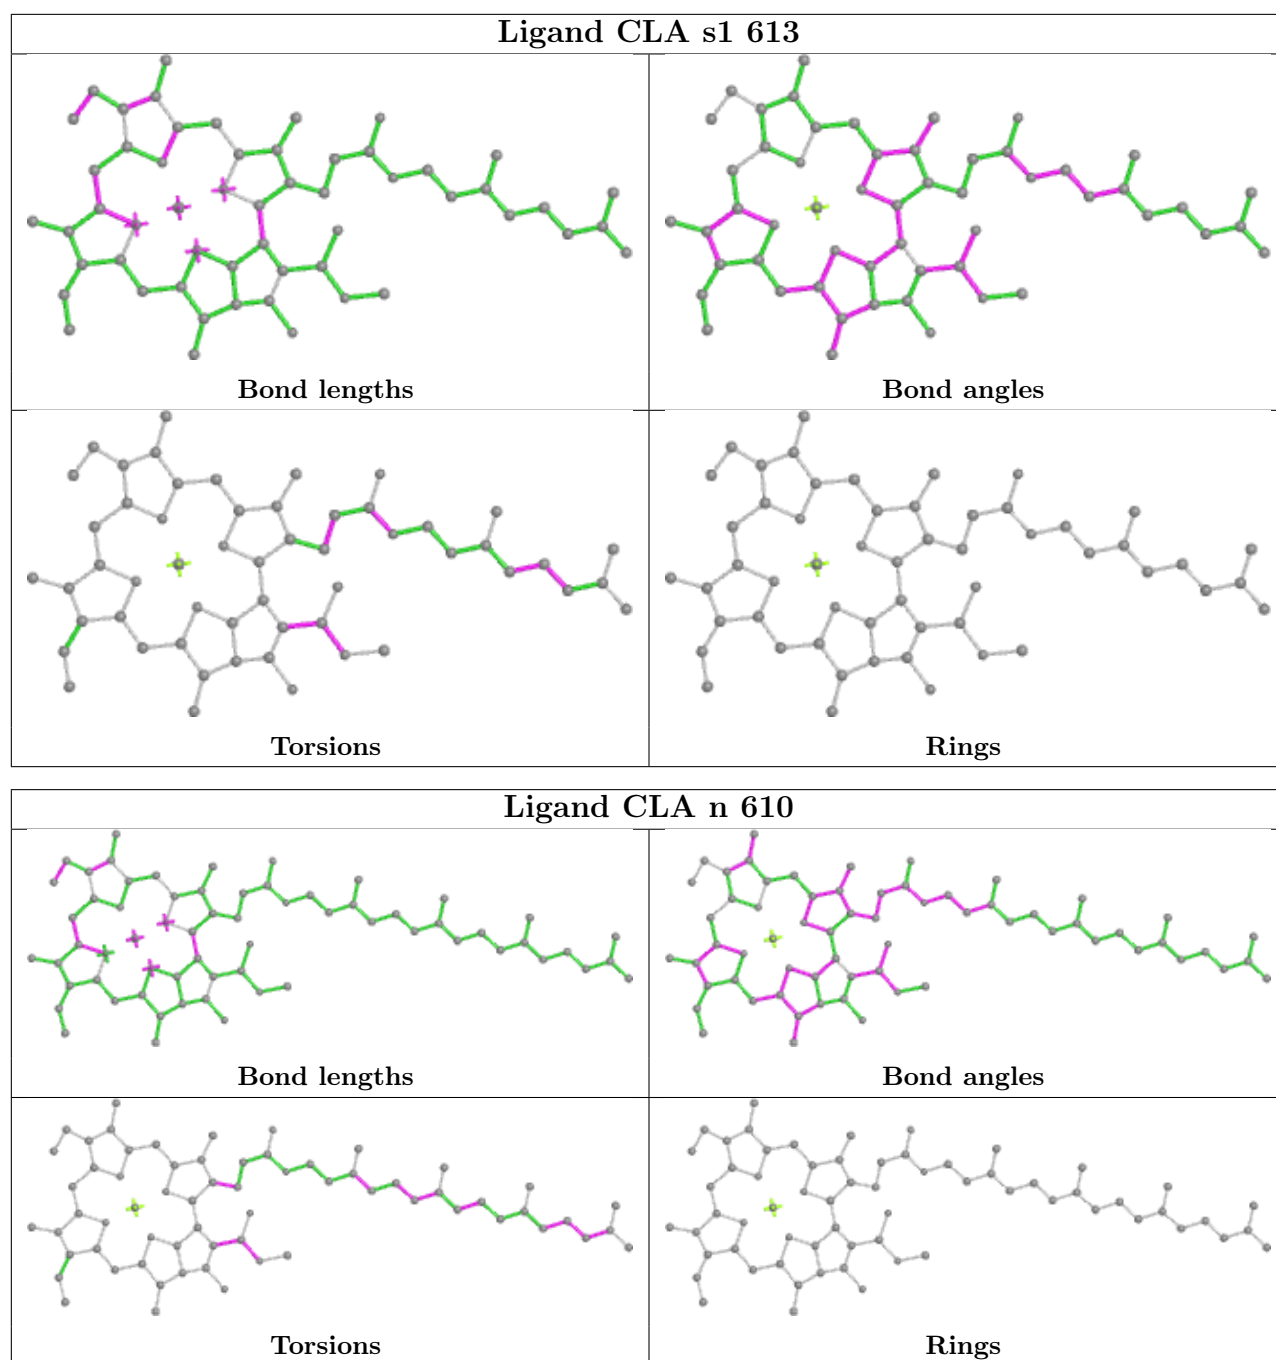 Ligand CLA s1 613
Bond lengths
Bond angles
Torsions
Rings
Ligand CLA n 610
Bond lengths
Bond angles
Torsions
Rings